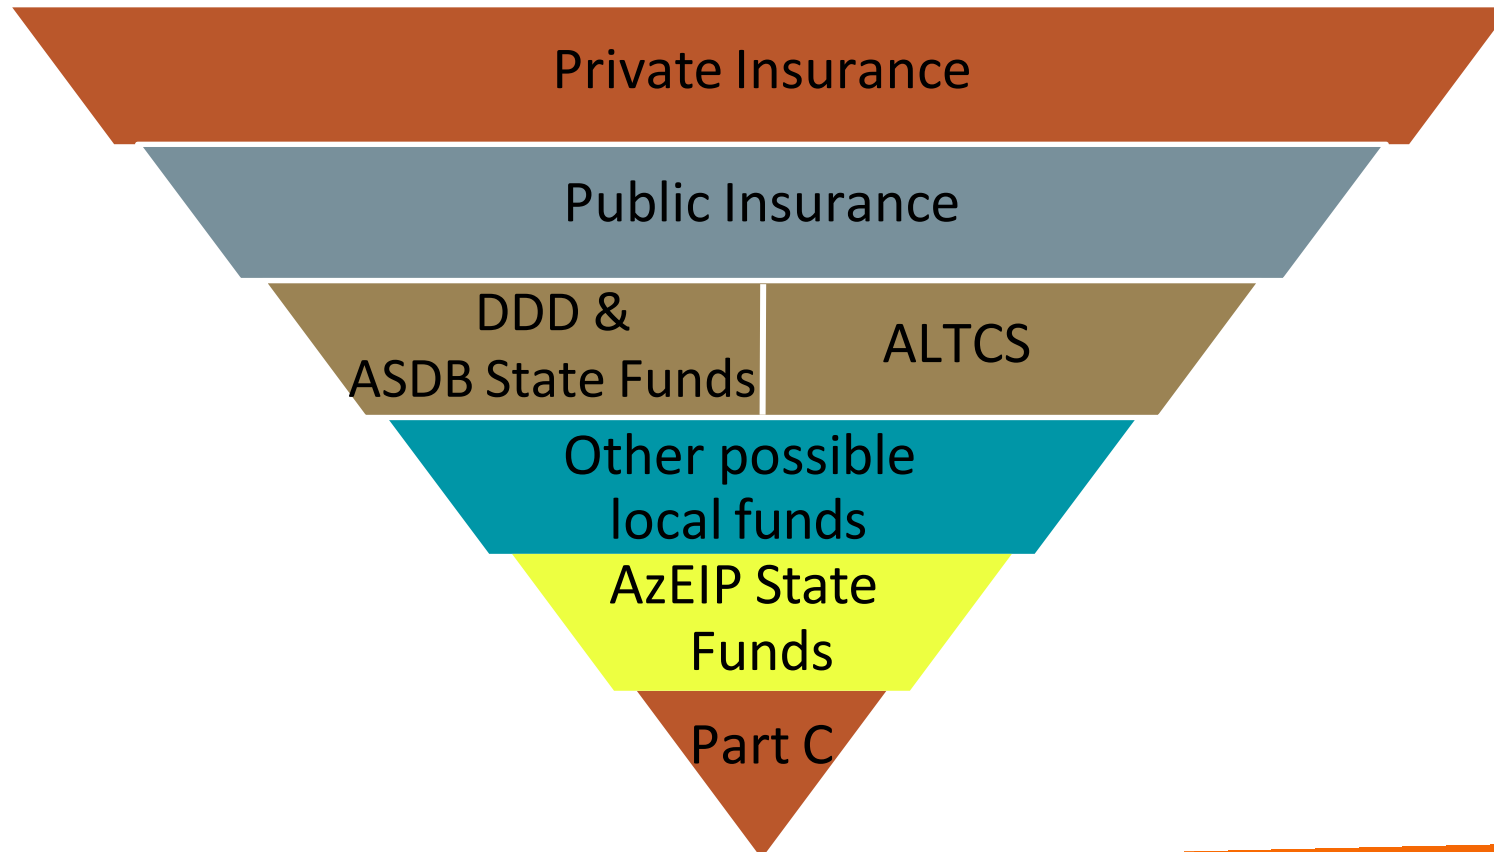 Private Insurance
Public Insurance
DDD &
ASDB State Funds
ALTCS
Other possible
local funds
AzEIP State
Funds
Part C